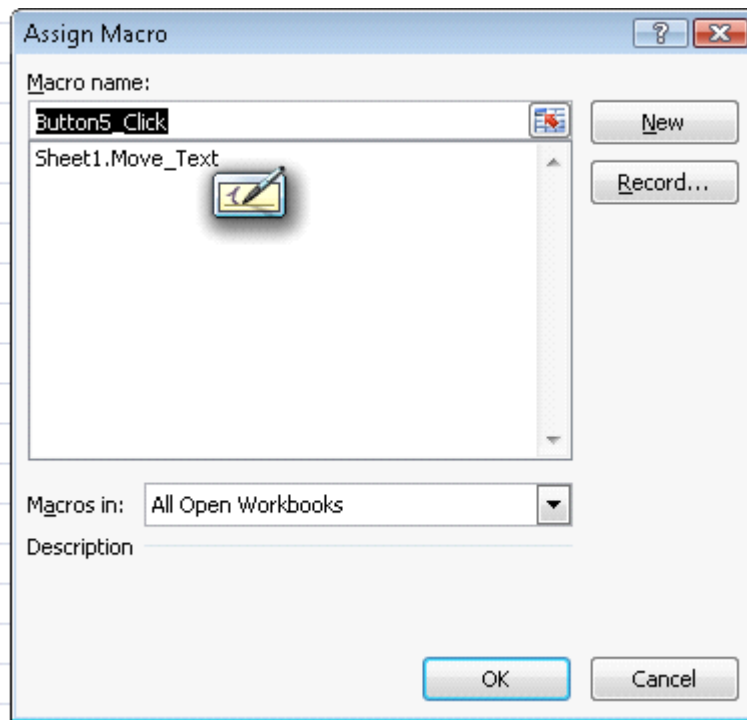 Assign Macro
Macro name:
Button5_Click
New
Sheet1.Move_Text
Record...
Macros in: All Open Workbooks
Description
OK
Cancel